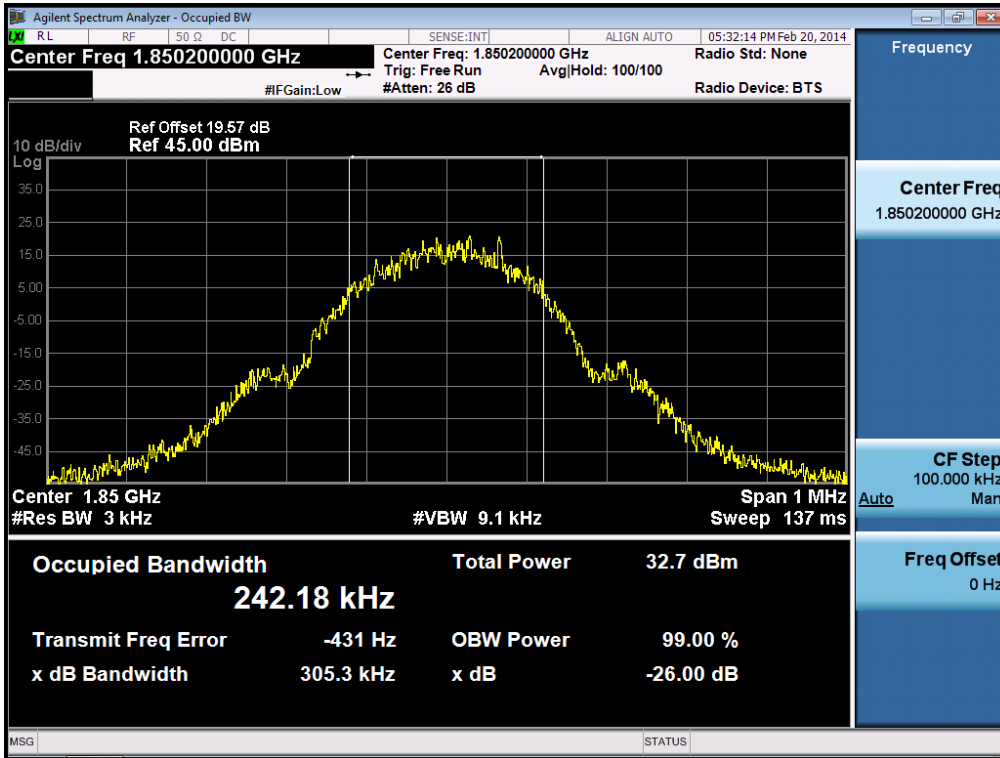 Agilent Spectrum Analyzer - Occupied BW
LXI RL RF 50 Ω DC SENSE:INT ALIGN AUTO 05:32:14 PM Feb 20, 2014
Center Freq 1.850200000 GHz
Center Freq: 1.850200000 GHz Radio Std: None
Trig: Free Run Avg|Hold: 100/100
#IFGain:Low #Atten: 26 dB Radio Device: BTS
Frequency
Ref Offset 19.57 dB
10 dB/div Ref 45.00 dBm
Log
35.0
25.0
15.0
5.00
-5.00
-15.0
-25.0
-35.0
-45.0
Center 1.85 GHz Span 1 MHz
#Res BW 3 kHz #VBW 9.1 kHz Sweep 137 ms
Occupied Bandwidth Total Power 32.7 dBm
242.18 kHz
Transmit Freq Error -431 Hz OBW Power 99.00 %
x dB Bandwidth 305.3 kHz x dB -26.00 dB
Center Freq
1.850200000 GHz
CF Step
100.000 kHz
Auto Man
Freq Offset
0 Hz
MSG STATUS